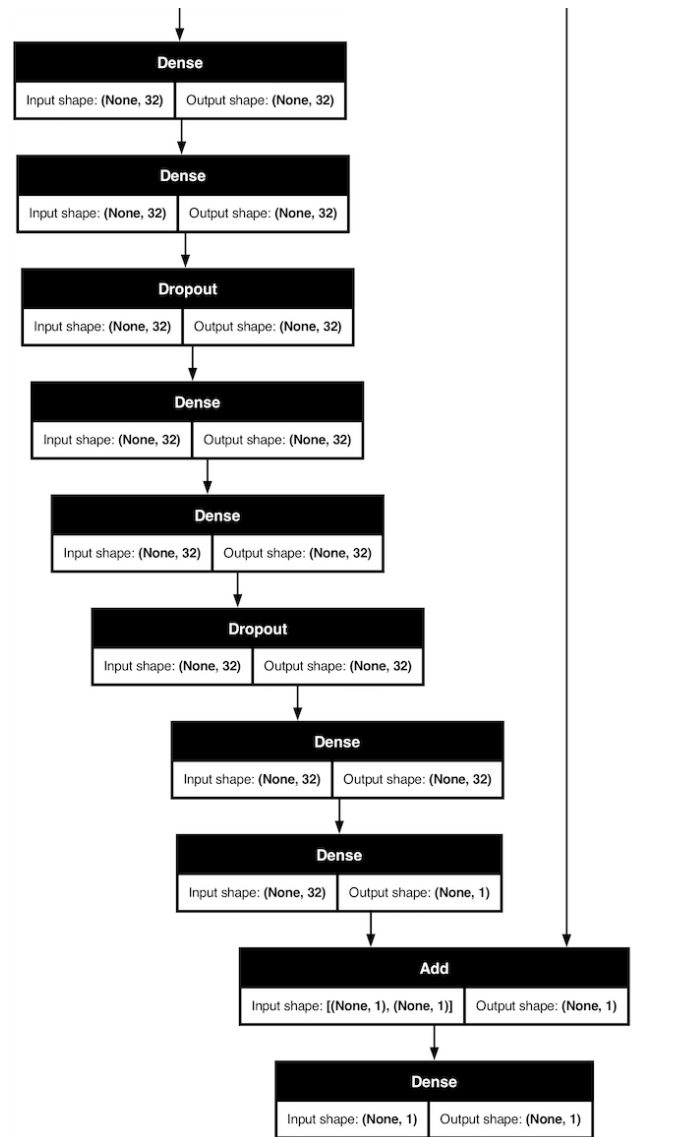 Dense
Input shape: (None, 32) Output shape: (None, 32)
Dense
Input shape: (None, 32) Output shape: (None, 32)
Dropout
Input shape: (None, 32) Output shape: (None, 32)
Dense
Input shape: (None, 32) Output shape: (None, 32)
Dense
Input shape: (None, 32) Output shape: (None, 32)
Dropout
Input shape: (None, 32) Output shape: (None, 32)
Dense
Input shape: (None, 32) Output shape: (None, 32)
Dense
Input shape: (None, 32) Output shape: (None, 1)
Add
Input shape: [(None, 1), (None, 1)] Output shape: (None, 1)
Dense
Input shape: (None, 1) Output shape: (None, 1)